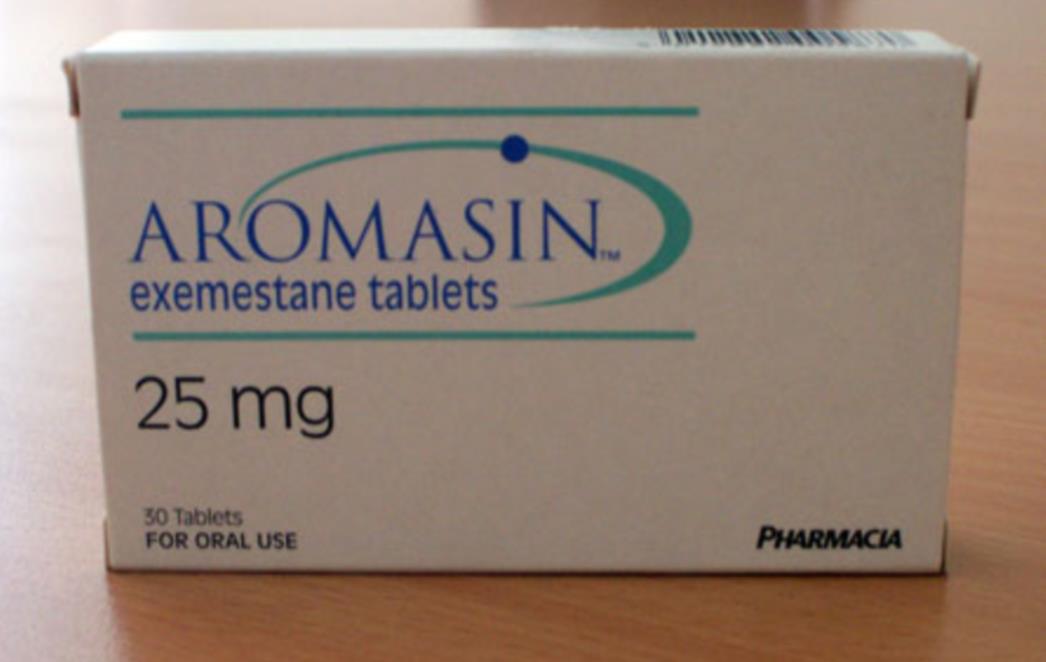 AROMASIN™
exemestane tablets
25 mg
30 Tablets
FOR ORAL USE
PHARMACIA